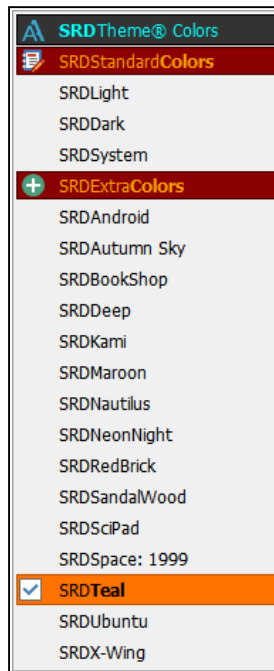 SRDTheme® Colors
SRDStandardColors
SRDLight
SRDDark
SRDSystem
SRDExtraColors
SRDAndroid
SRDAutumn Sky
SRDBookShop
SRDDeep
SRDKami
SRDMaroon
SRDNautilus
SRDNeonNight
SRDRedBrick
SRDSandalWood
SRDSciPad
SRDSpace: 1999
SRDTeal
SRDUbuntu
SRDX-Wing